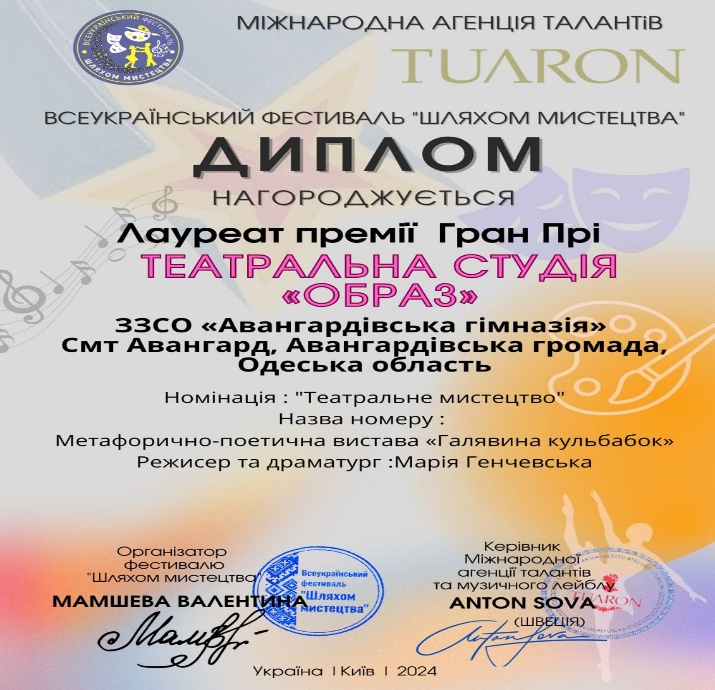 ВСЕУКРАЇНСЬКИЙ ФЕСТИВАЛЬ
ШЛЯХОМ МИСТЕЦТВА
МІЖНАРОДНА АГЕНЦІЯ ТАЛАНТІВ
TUARON
ВСЕУКРАЇНСЬКИЙ ФЕСТИВАЛЬ "ШЛЯХОМ МИСТЕЦТВА"
ДИПЛОМ
НАГОРОДЖУЄТЬСЯ
Лауреат премії Гран Прі
ТЕАТРАЛЬНА СТУДІЯ
«ОБРАЗ»
ЗЗСО «Авангардівська гімназія»
Смт Авангард, Авангардівська громада,
Одеська область
Номінація : "Театральне мистецтво"
Назва номеру :
Метафорично-поетична вистава «Галявина кульбабок»
Режисер та драматург :Марія Генчевська
Організатор
фестивалю
"Шляхом мистецтва"
МАМШЕВА ВАЛЕНТИНА
Всеукраїнський
фестиваль
"Шляхом
мистецтва"
Керівник
Міжнародної
агенції талантів
та музичного лейблу
ANTON SOVA
(ШВЕЦІЯ)
TUARON
Anton Sova
Україна | Київ | 2024